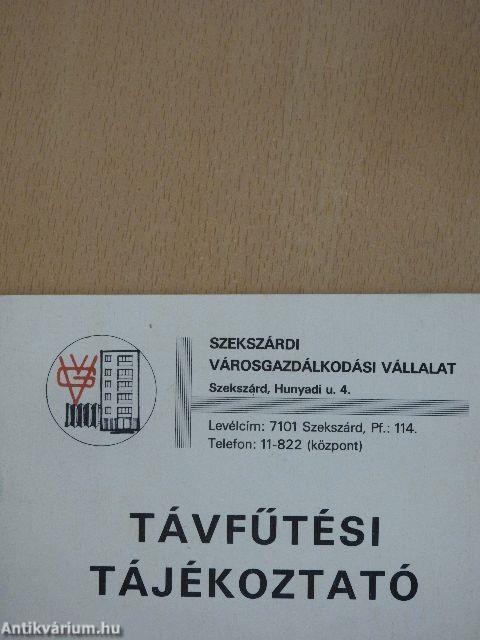 SZEKSZÁRDI
VÁROSGAZDÁLKODÁSI VÁLLALAT
Szekszárd, Hunyadi u. 4.
Levélcím: 7101 Szekszárd, Pf.: 114.
Telefon: 11-822 (központ)
VGV
TÁVFŰTÉSI
TÁJÉKOZTATÓ
Antikvárium.hu